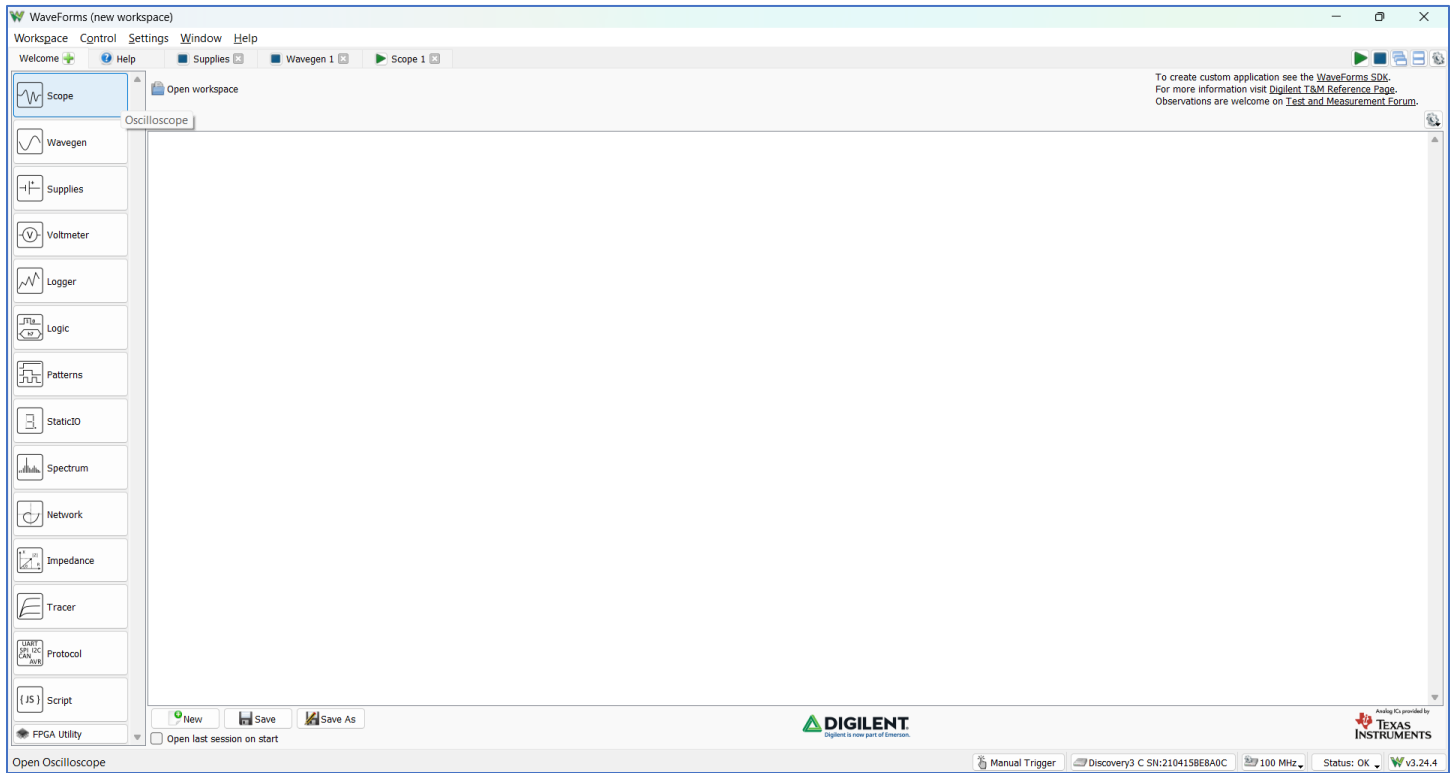 WaveForms (new workspace)
Workspace Control Settings Window Help
Welcome Help Supplies Wavegen 1 Scope 1
Open workspace
To create custom application see the WaveForms SDK.
For more information visit Digilent T&M Reference Page.
Observations are welcome on Test and Measurement Forum.
Scope
Oscilloscope
Wavegen
Supplies
V
Voltmeter
Logger
Logic
Patterns
StaticIO
Spectrum
Network
Impedance
Tracer
UART
SPI I2C
CAN
AVR
Protocol
{JS} Script
FPGA Utility
New Save Save As
Open last session on start
DIGILENT
Digilent is now part of Emerson.
Analog ICs provided by
TEXAS
INSTRUMENTS
Open Oscilloscope
Manual Trigger Discovery3 C SN:210415BE8A0C 100 MHz Status: OK v3.24.4